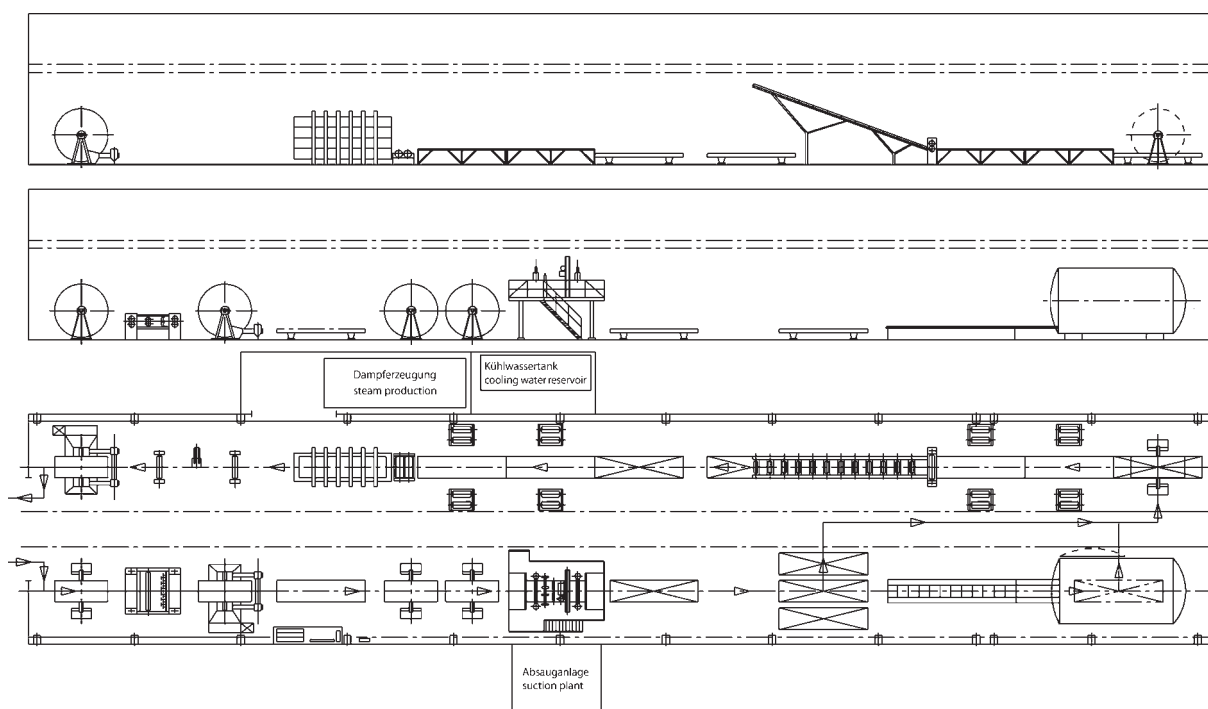 Dampferzeugung
steam production
Kühlwassertank
cooling water reservoir
Absauganlage
suction plant